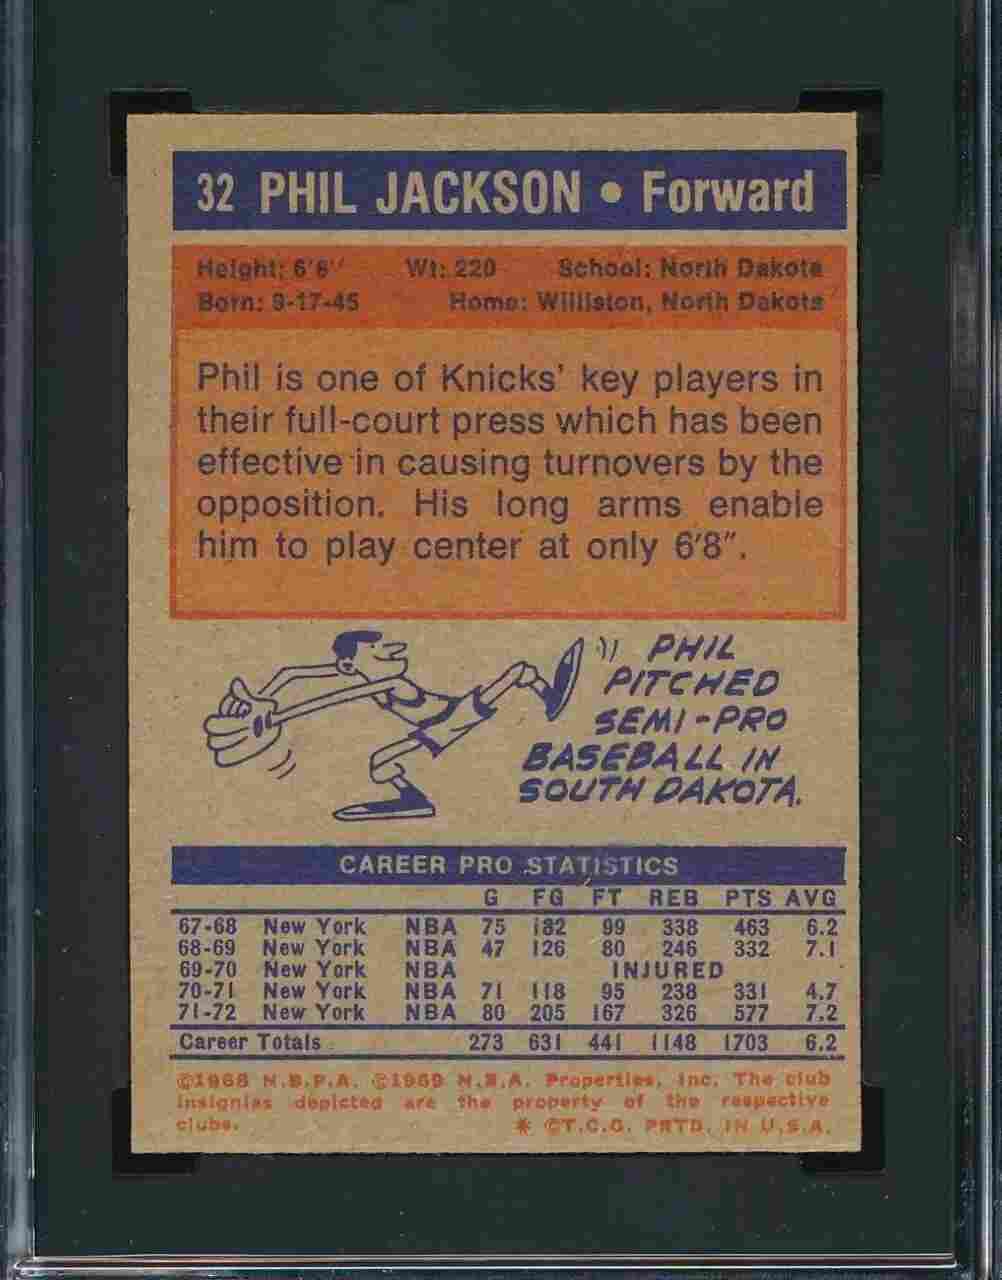 32 PHIL JACKSON • Forward
Height: 6'8" Wt: 220 School: North Dakota
Born: 9-17-45 Home: Williston, North Dakota
Phil is one of Knicks' key players in
their full-court press which has been
effective in causing turnovers by the
opposition. His long arms enable
him to play center at only 6'8".
PHIL
PITCHED
SEMI-PRO
BASEBALL IN
SOUTH DAKOTA.
CAREER PRO STATISTICS
G FG FT REB PTS AVG
67-68 New York NBA 75 182 99 338 463 6.2
68-69 New York NBA 47 126 80 246 332 7.1
69-70 New York NBA INJURED
70-71 New York NBA 71 118 95 238 331 4.7
71-72 New York NBA 80 205 167 326 577 7.2
Career Totals 273 631 441 1148 1703 6.2
©1968 N.B.P.A. ©1969 N.B.A. Properties, Inc. The club
insignias depicted are the property of the respective
clubs. * ©T.C.G. PRTD. IN U.S.A.